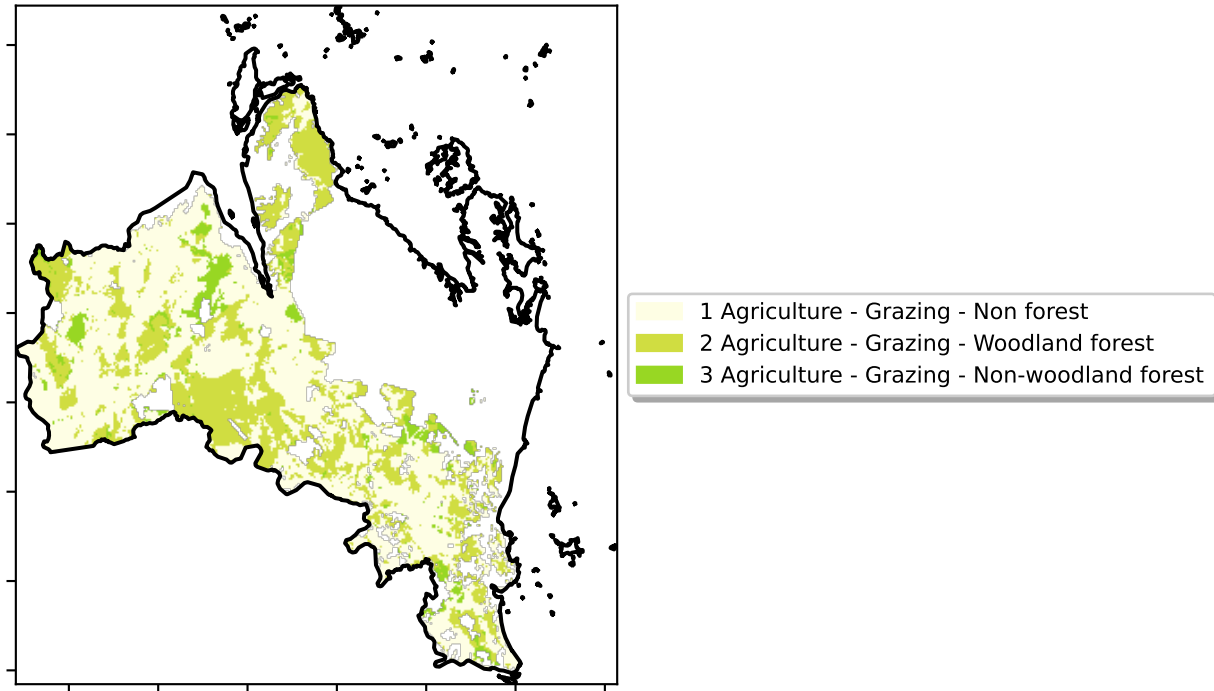 1 Agriculture - Grazing - Non forest
2 Agriculture - Grazing - Woodland forest
3 Agriculture - Grazing - Non-woodland forest